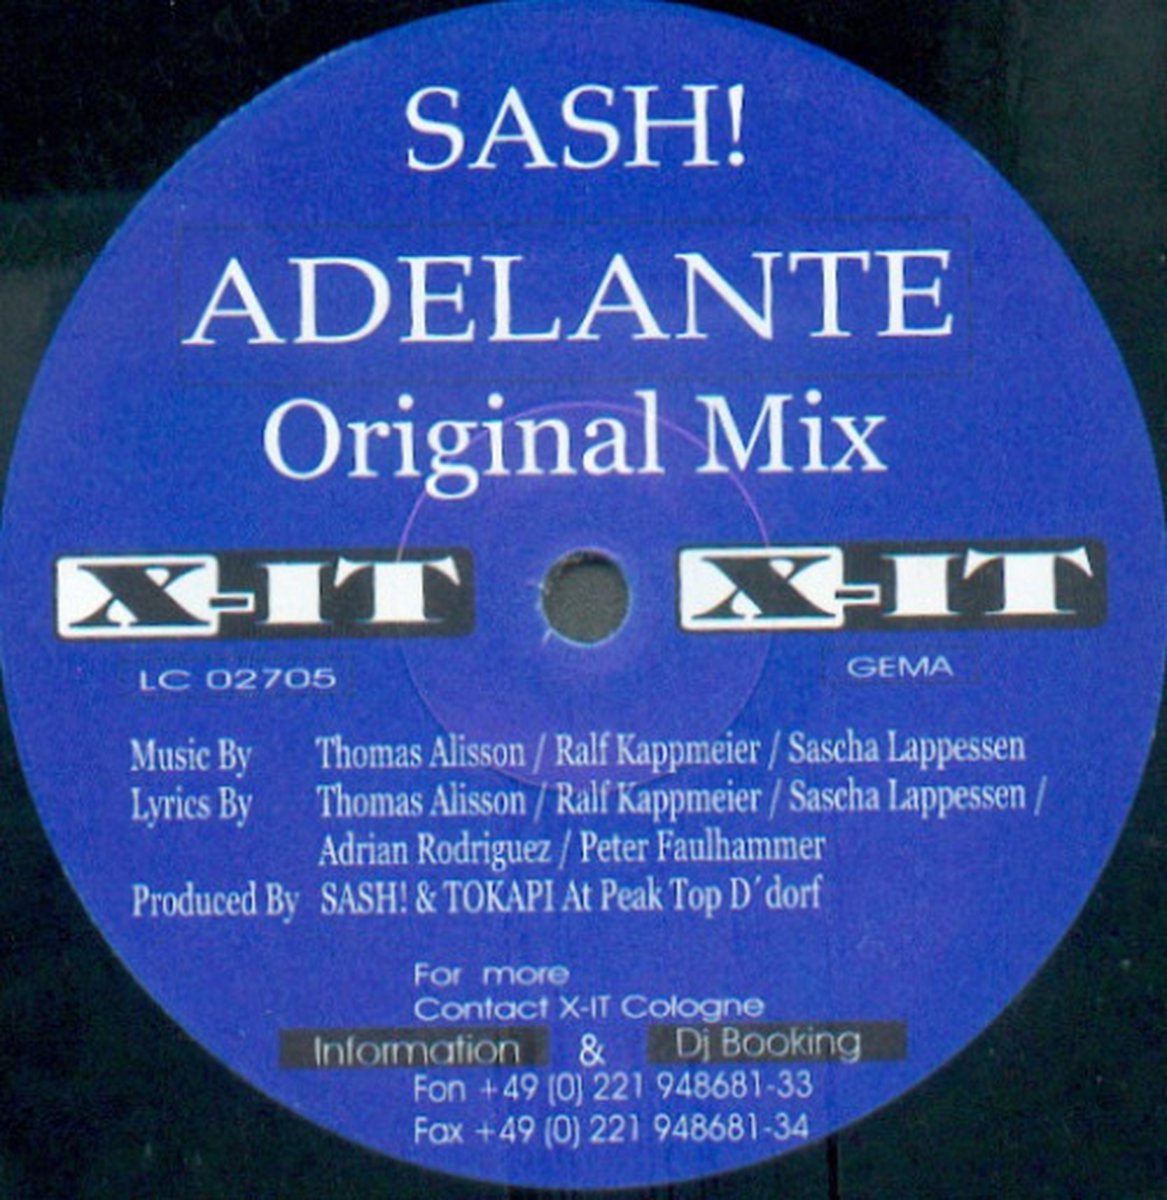 SASH!
ADELANTE
Original Mix
X-IT X-IT
LC 02705 GEMA
Music By Thomas Alisson / Ralf Kappmeier / Sascha Lappessen
Lyrics By Thomas Alisson / Ralf Kappmeier / Sascha Lappessen /
Adrian Rodriguez / Peter Faulhammer
Produced By SASH! & TOKAPI At Peak Top D´dorf
For more
Contact X-IT Cologne
Information & Dj Booking
Fon +49 (0) 221 948681-33
Fax +49 (0) 221 948681-34